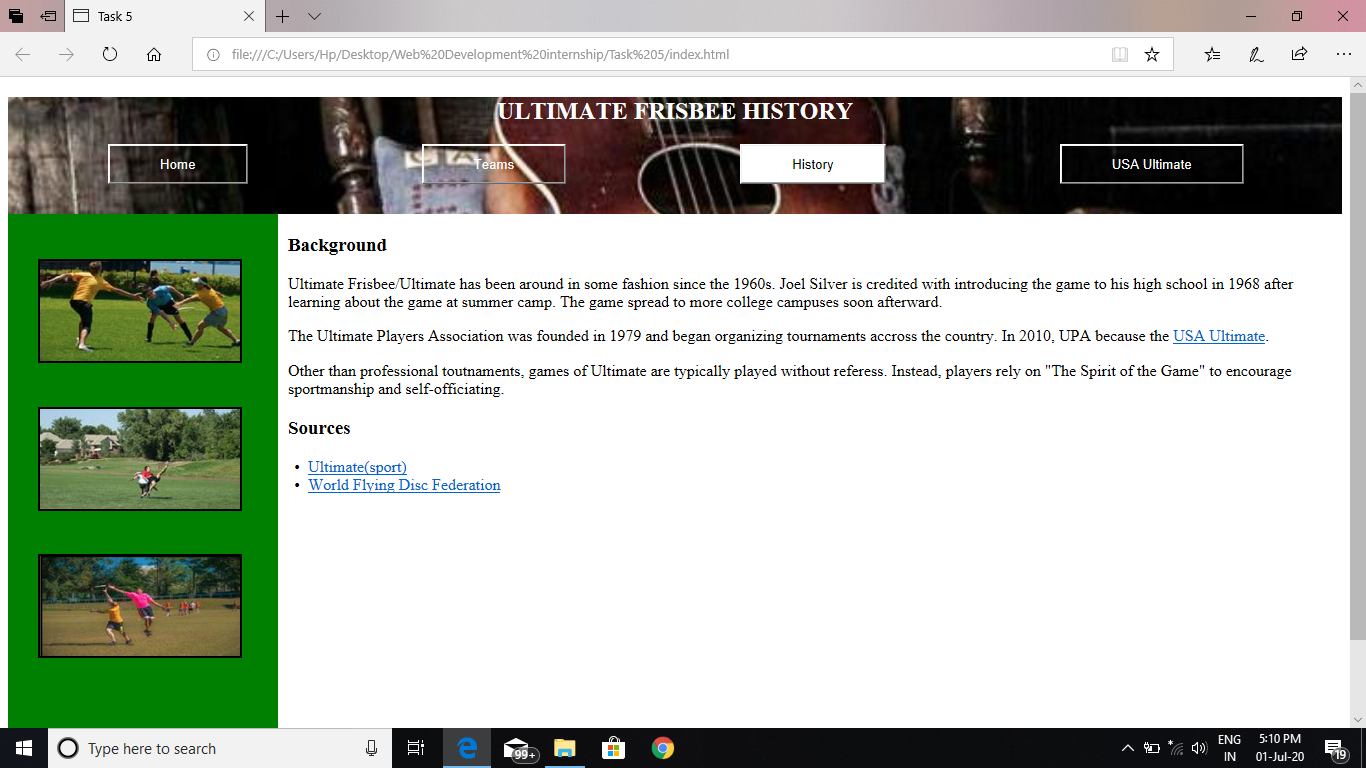 Task 5
file:///C:/Users/Hp/Desktop/Web%20Development%20internship/Task%205/index.html
ULTIMATE FRISBEE HISTORY
Home
Teams
History
USA Ultimate
Background
Ultimate Frisbee/Ultimate has been around in some fashion since the 1960s. Joel Silver is credited with introducing the game to his high school in 1968 after
learning about the game at summer camp. The game spread to more college campuses soon afterward.
The Ultimate Players Association was founded in 1979 and began organizing tournaments accross the country. In 2010, UPA because the USA Ultimate.
Other than professional toutnaments, games of Ultimate are typically played without referess. Instead, players rely on "The Spirit of the Game" to encourage
sportmanship and self-officiating.
Sources
• Ultimate(sport)
• World Flying Disc Federation
Type here to search
99+
ENG
IN
5:10 PM
01-Jul-20
19